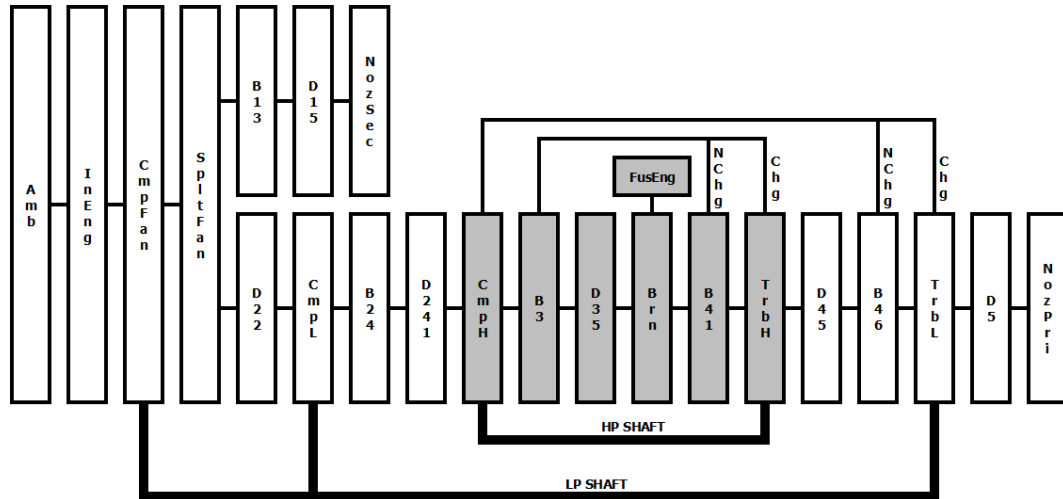 Amb
InEng
CmpFan
SpltFan
B13
D15
NozSec
D22
CmpL
B24
D241
CmpH
B3
D35
FusEng
Brn
NChg
B41
Chg
TrbH
D45
NChg
B46
Chg
TrbL
D5
NozPri
HP SHAFT
LP SHAFT